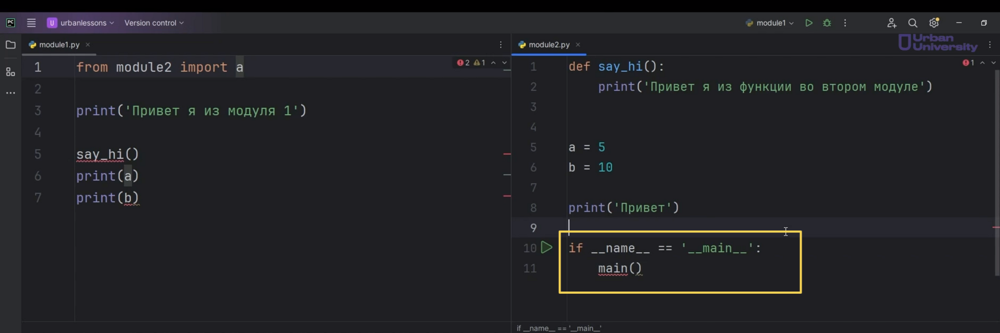 PC
U urbanlessons
Version control
module1
module1.py
module2.py
Urban University
1 from module2 import a
2
3 print('Привет я из модуля 1')
4
5 say_hi()
6 print(a)
7 print(b)
2 1
1 def say_hi():
2 print('Привет я из функции во втором модуле')
3
4
5 a = 5
6 b = 10
7
8 print('Привет')
9
10 if __name__ == '__main__':
11 main()
1
if __name__ == '__main__'